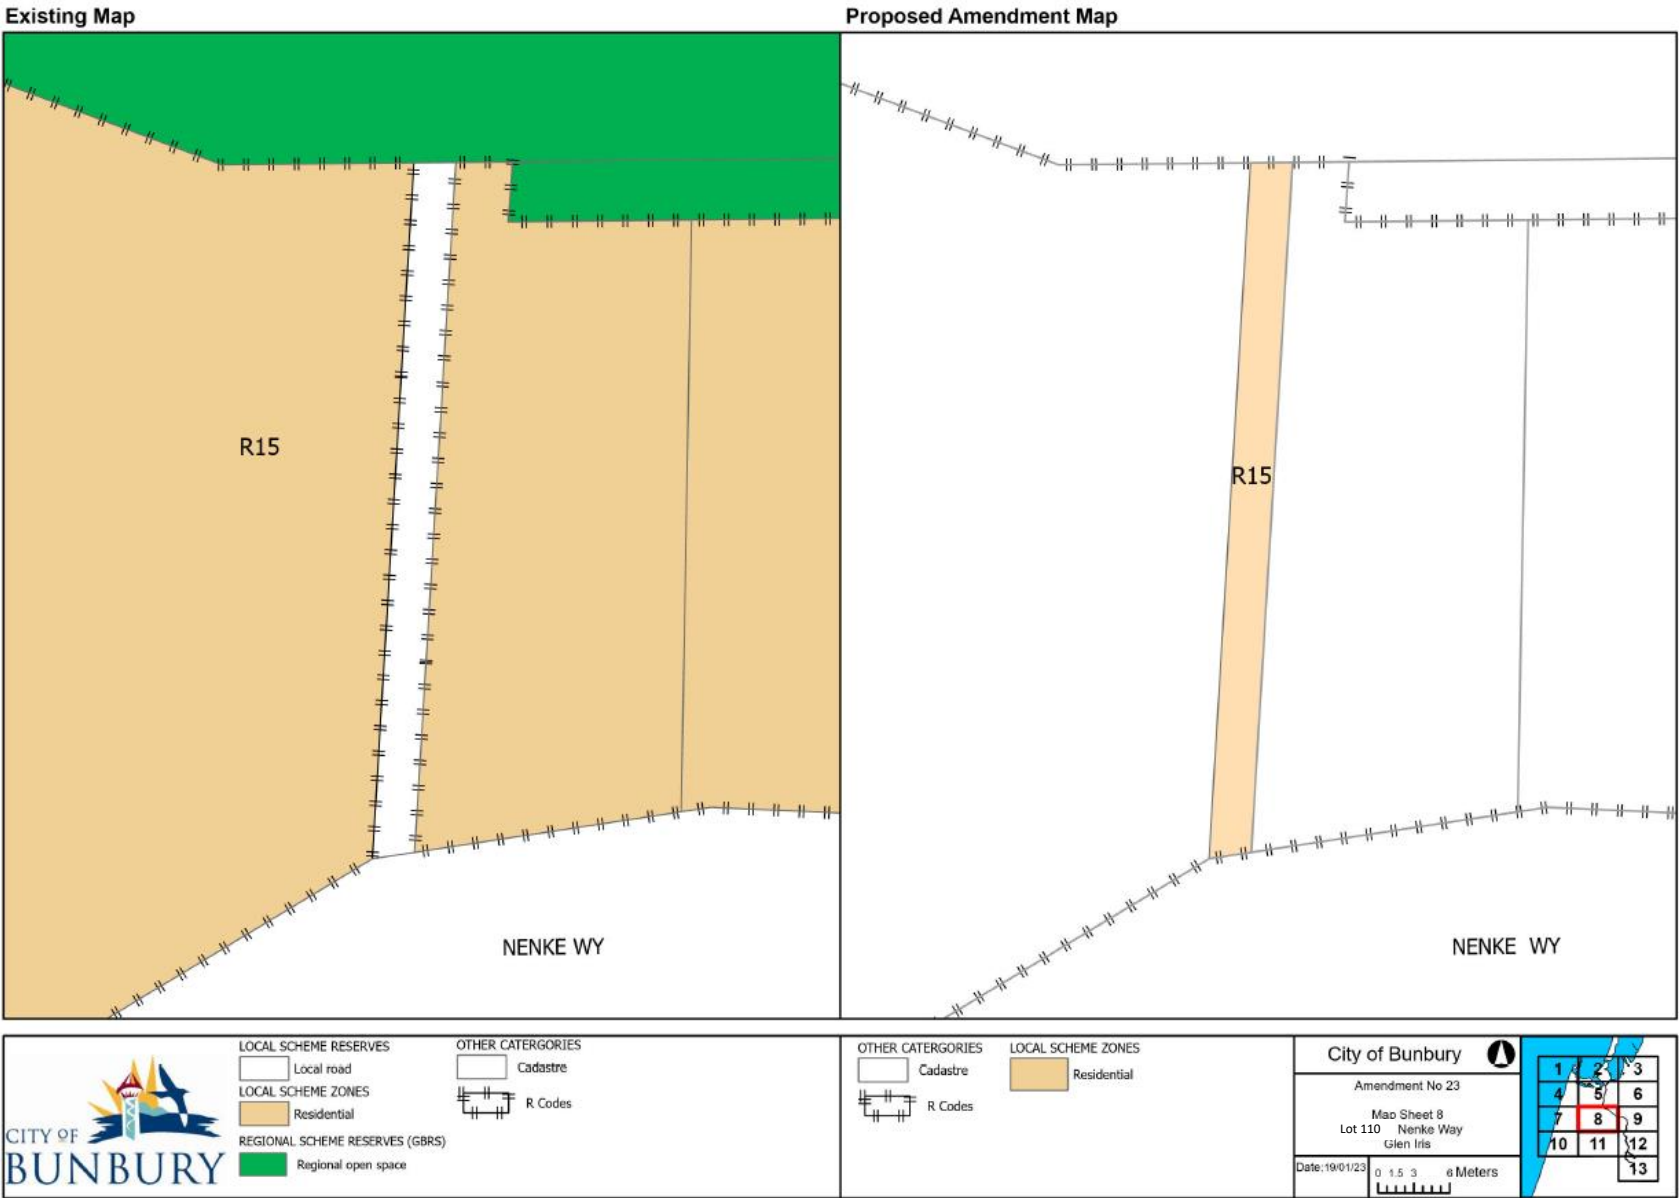 Existing Map
Proposed Amendment Map
R15
NENKE WY
R15
NENKE WY
CITY OF
BUNBURY
LOCAL SCHEME RESERVES
Local road
LOCAL SCHEME ZONES
Residential
REGIONAL SCHEME RESERVES (GBRS)
Regional open space
OTHER CATERGORIES
Cadastre
R Codes
OTHER CATERGORIES
Cadastre
R Codes
LOCAL SCHEME ZONES
Residential
City of Bunbury
Amendment No 23
Map Sheet 8
Lot 110 Nenke Way
Glen Iris
Date:19/01/23
0 1.5 3 6 Meters
1 2 3
4 5 6
7 8 9
10 11 12
13